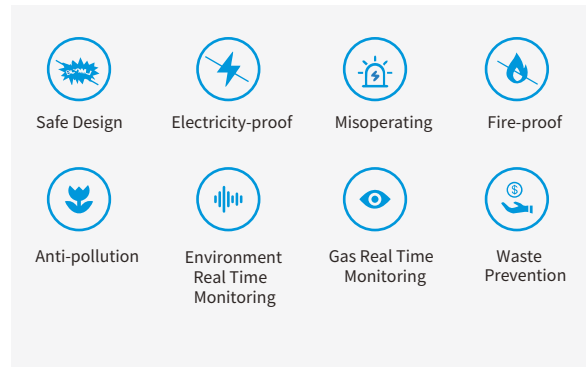 Safe Design
Electricity-proof
Misoperating
Fire-proof
Anti-pollution
Environment
Real Time
Monitoring
Gas Real Time
Monitoring
$
Waste
Prevention